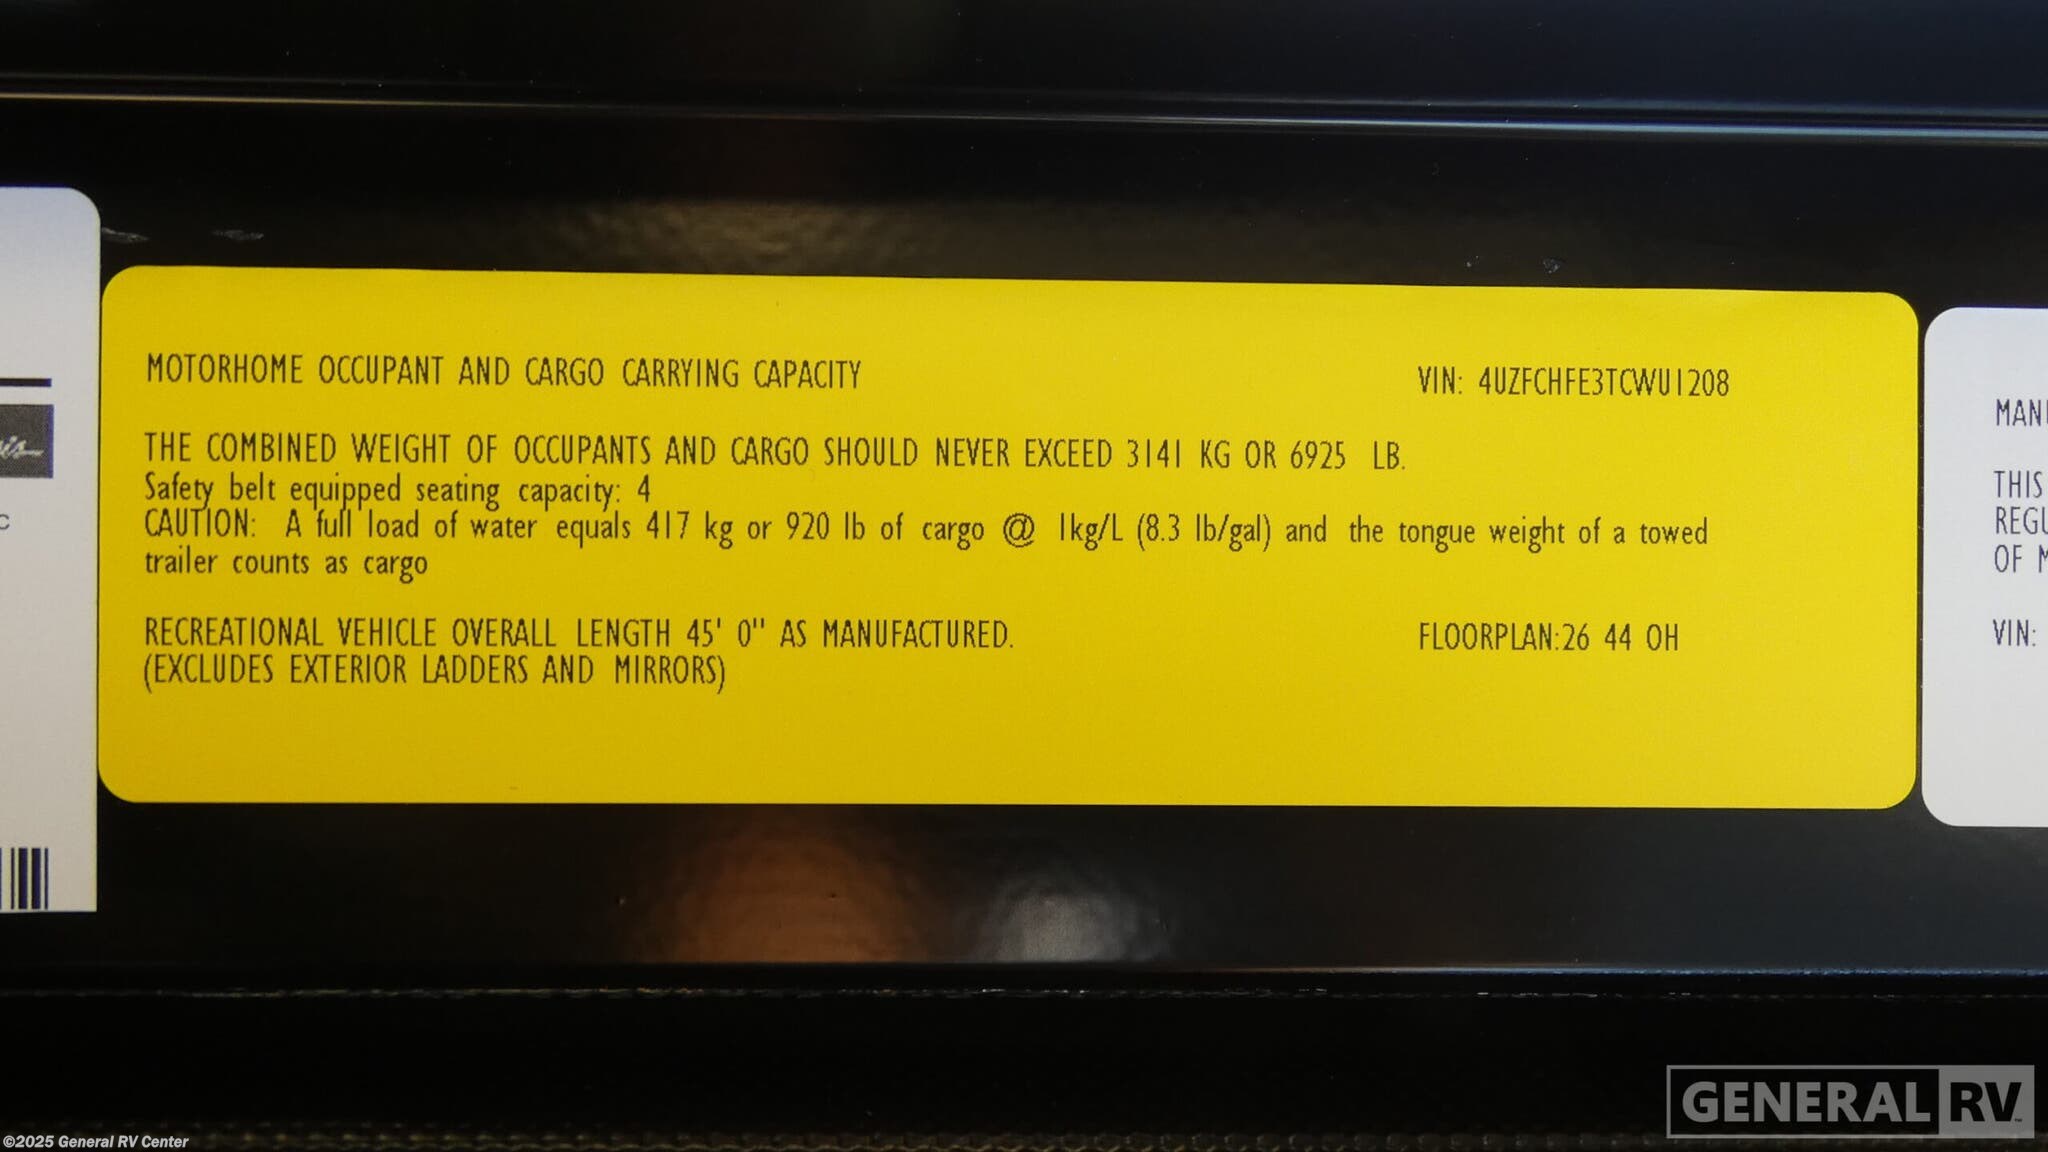 MOTORHOME OCCUPANT AND CARGO CARRYING CAPACITY
VIN: 4UZFCHFE3TCWU1208
THE COMBINED WEIGHT OF OCCUPANTS AND CARGO SHOULD NEVER EXCEED 3141 KG OR 6925 LB.
Safety belt equipped seating capacity: 4
CAUTION: A full load of water equals 417 kg or 920 lb of cargo @ 1kg/L (8.3 lb/gal) and the tongue weight of a towed
trailer counts as cargo
RECREATIONAL VEHICLE OVERALL LENGTH 45' 0" AS MANUFACTURED.
FLOORPLAN:26 44 OH
(EXCLUDES EXTERIOR LADDERS AND MIRRORS)
THIS
VIN:
GENERAL RV
©2025 General RV Center